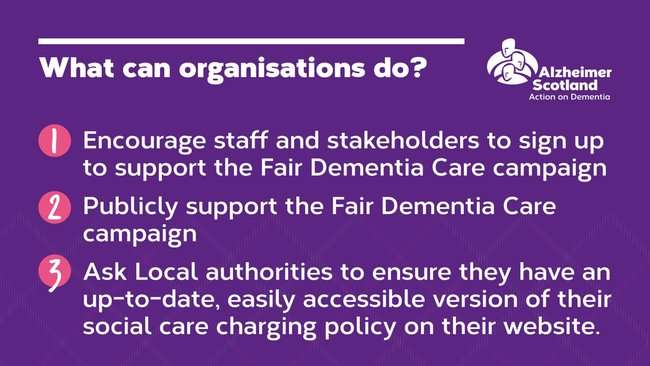 What can organisations do?
Alzheimer
Scotland
Action on Dementia
1 Encourage staff and stakeholders to sign up
to support the Fair Dementia Care campaign
2 Publicly support the Fair Dementia Care
campaign
3 Ask Local authorities to ensure they have an
up-to-date, easily accessible version of their
social care charging policy on their website.